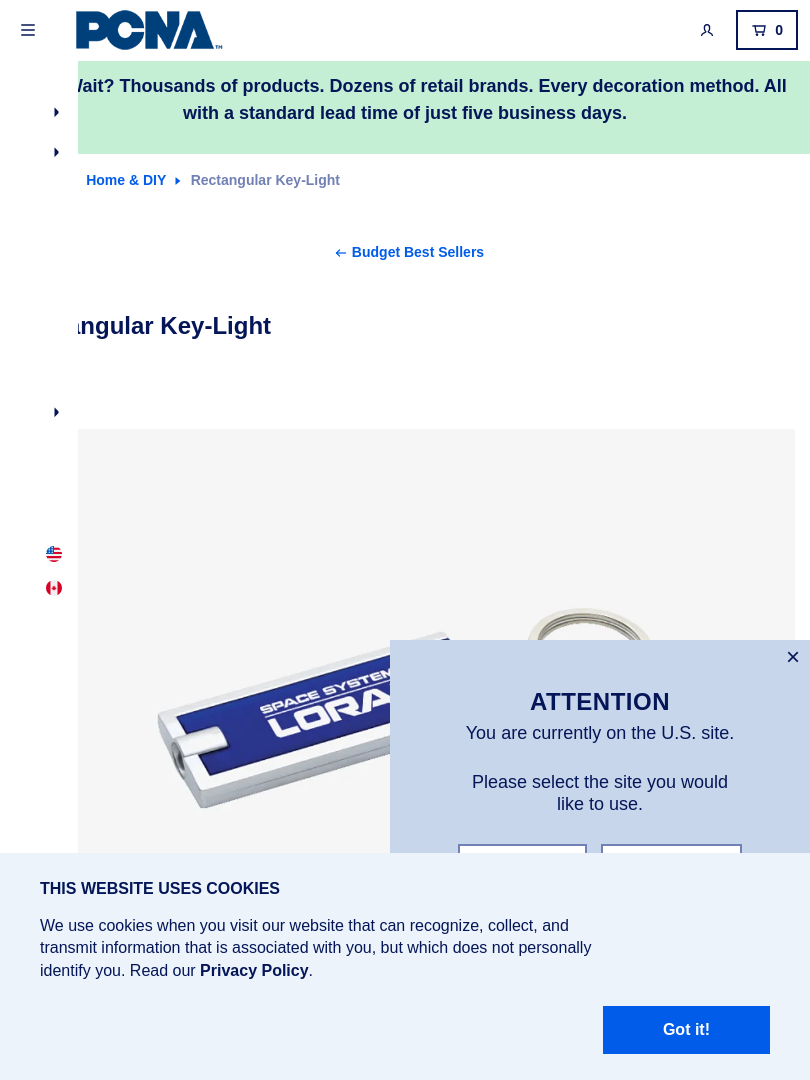 PCNA™
0
Wait? Thousands of products. Dozens of retail brands. Every decoration method. All
with a standard lead time of just five business days.
Home & DIY
Rectangular Key-Light
Budget Best Sellers
angular Key-Light
SPACE SYSTEM
LORA
ATTENTION
You are currently on the U.S. site.
Please select the site you would
like to use.
THIS WEBSITE USES COOKIES
We use cookies when you visit our website that can recognize, collect, and
transmit information that is associated with you, but which does not personally
identify you. Read our Privacy Policy.
Got it!